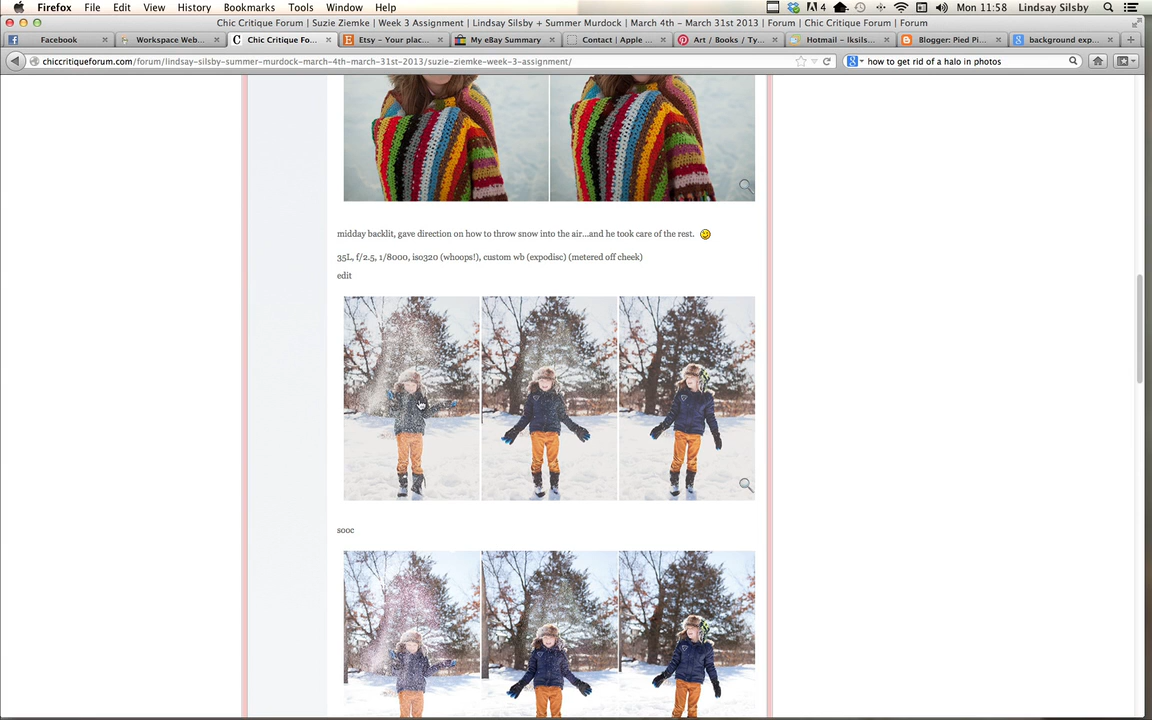 Firefox File Edit View History Bookmarks Tools Window Help 4 Mon 11:58 Lindsay Silsby
Chic Critique Forum | Suzie Ziemke | Week 3 Assignment | Lindsay Silsby + Summer Murdock | March 4th - March 31st 2013 | Forum | Chic Critique Forum | Forum
Facebook Workspace Web... Chic Critique Fo... Etsy - Your plac... My eBay Summary Contact | Apple ... Art / Books / Ty... Hotmail - lksils... Blogger: Pied Pi... background exp...
chiccritiqueforum.com/forum/lindsay-silsby-summer-murdock-march-4th-march-31st-2013/suzie-ziemke-week-3-assignment/ how to get rid of a halo in photos
midday backlit, gave direction on how to throw snow into the air...and he took care of the rest.
35L, f/2.5, 1/8000, iso320 (whoops!), custom wb (expodisc) (metered off cheek)
edit
sooc